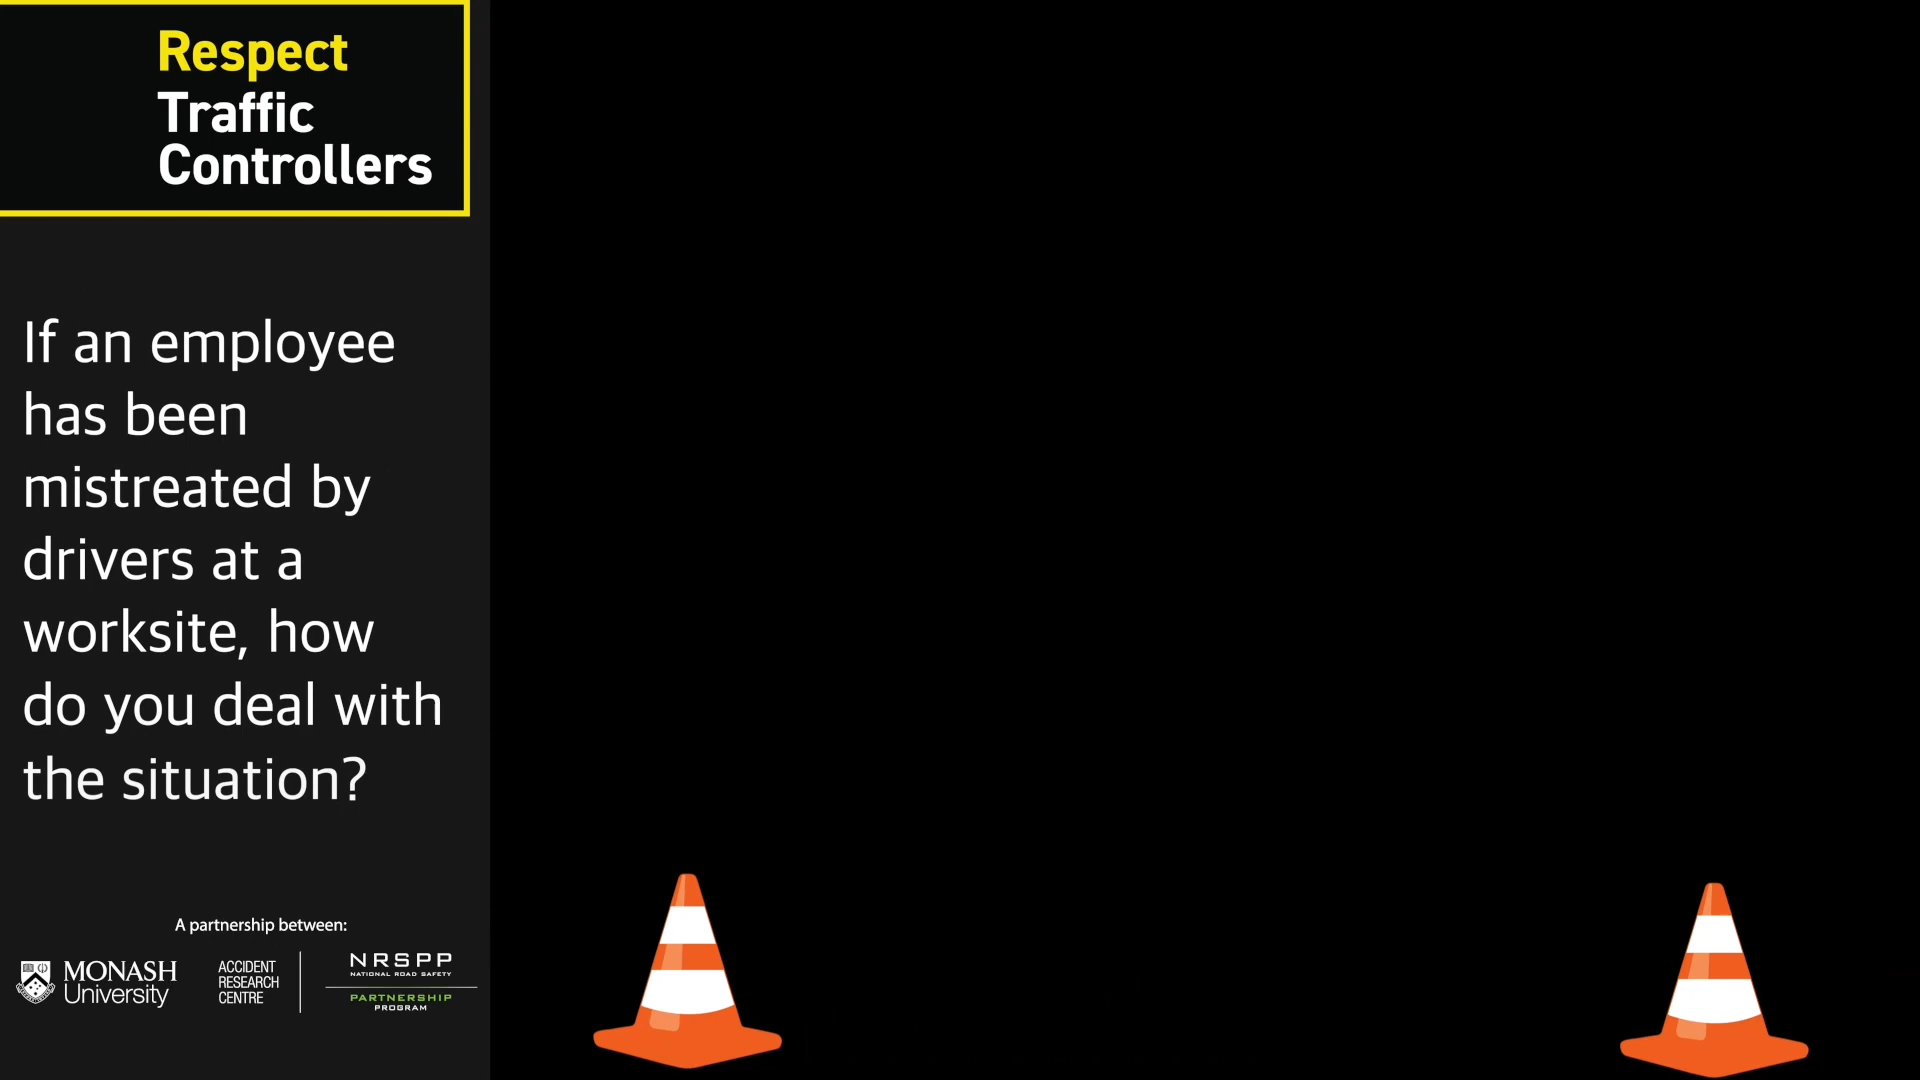 Respect
Traffic
Controllers
If an employee
has been
mistreated by
drivers at a
worksite, how
do you deal with
the situation?
A partnership between:
MONASH
University
ACCIDENT
RESEARCH
CENTRE
NRSPP
NATIONAL ROAD SAFETY
PARTNERSHIP
PROGRAM